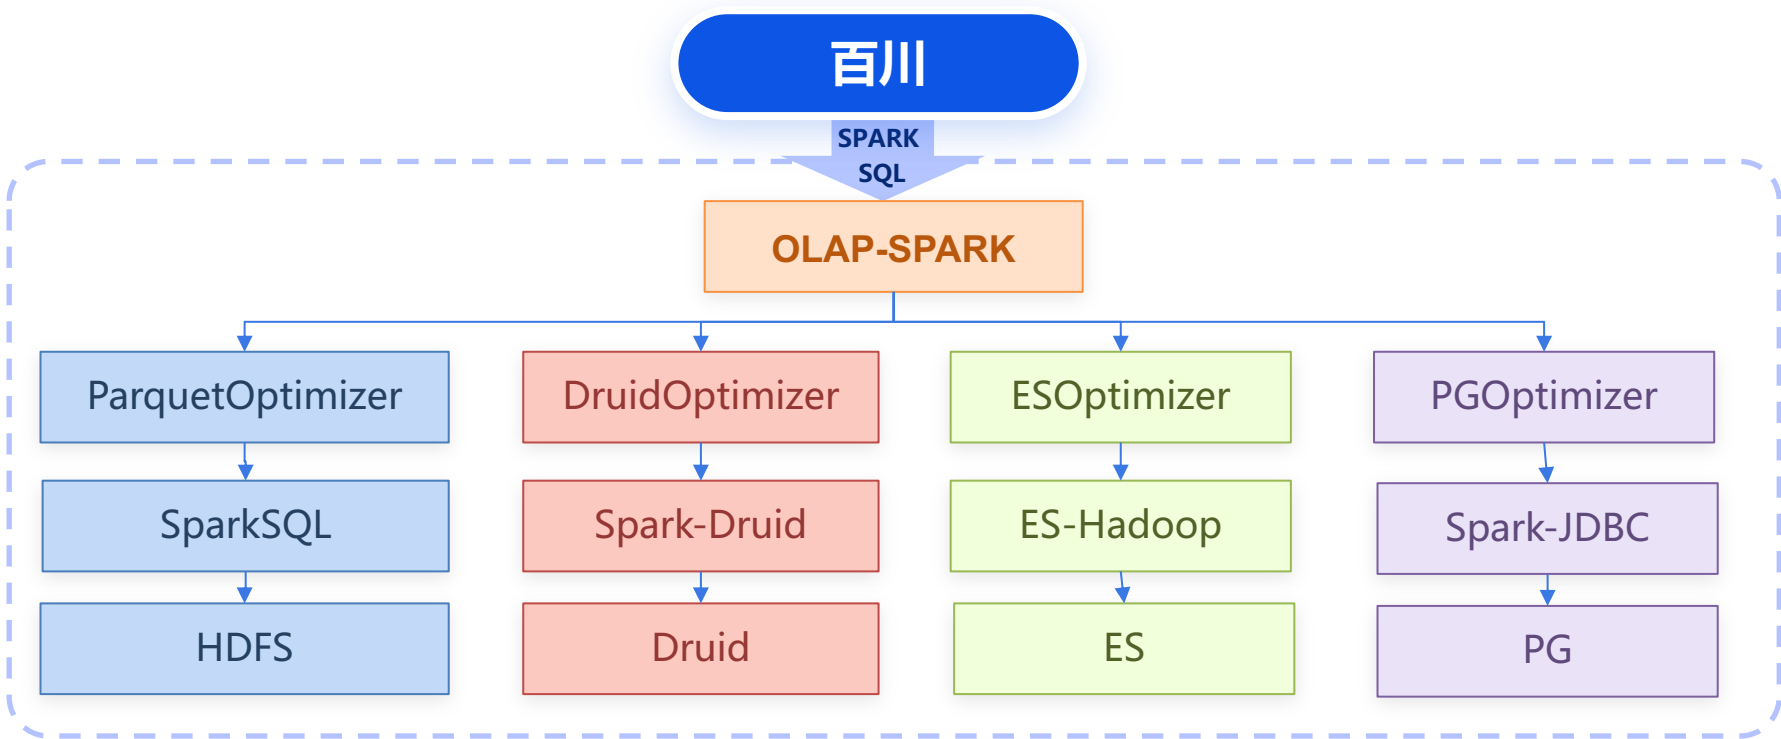 百川
SPARK
SQL
OLAP-SPARK
ParquetOptimizer
DruidOptimizer
ESOptimizer
PGOptimizer
SparkSQL
Spark-Druid
ES-Hadoop
Spark-JDBC
HDFS
Druid
ES
PG